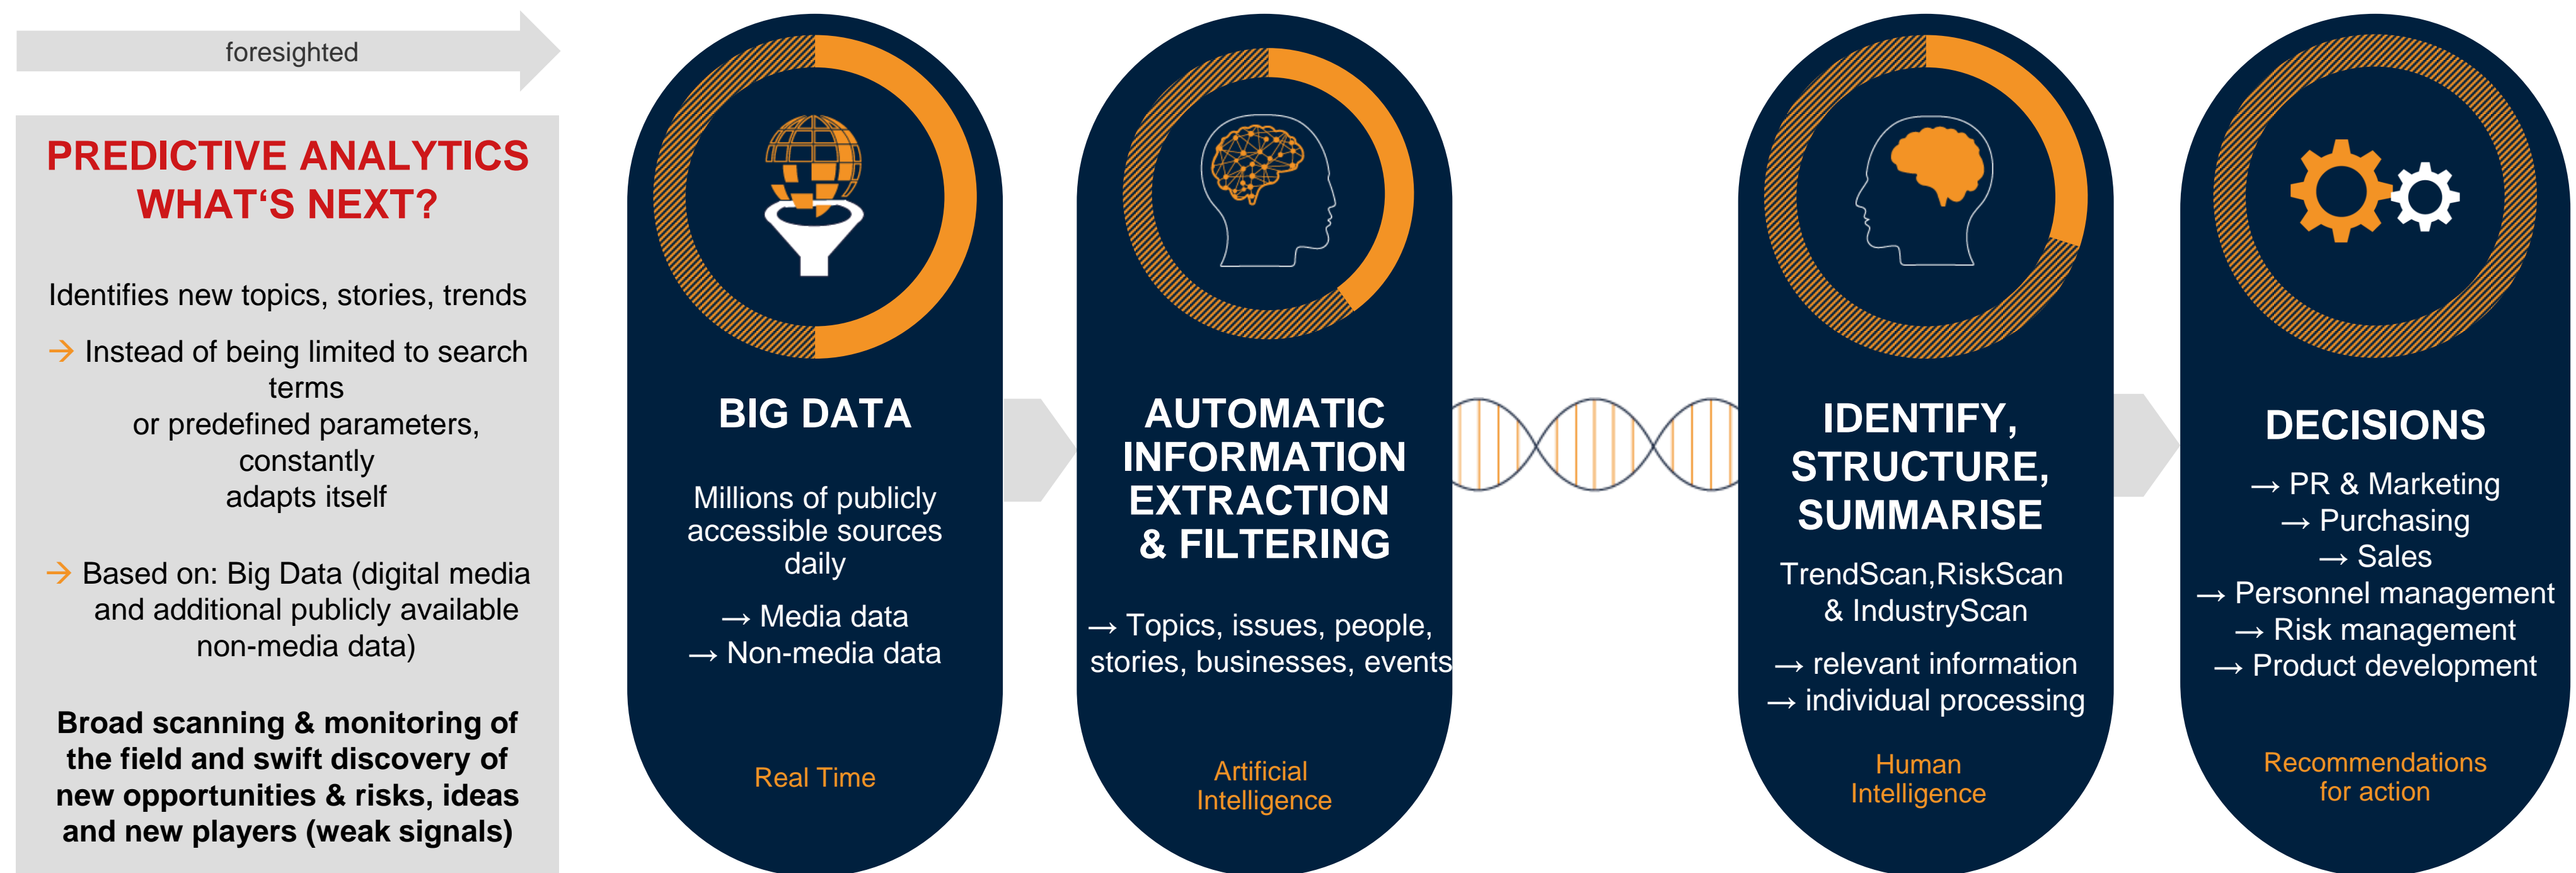 foresighted
PREDICTIVE ANALYTICS
WHAT‘S NEXT?
Identifies new topics, stories, trends
→ Instead of being limited to search
terms
or predefined parameters,
constantly
adapts itself
→ Based on: Big Data (digital media
and additional publicly available
non-media data)
Broad scanning & monitoring of
the field and swift discovery of
new opportunities & risks, ideas
and new players (weak signals)
BIG DATA
Millions of publicly
accessible sources
daily
→ Media data
→ Non-media data
Real Time
AUTOMATIC
INFORMATION
EXTRACTION
& FILTERING
→ Topics, issues, people,
stories, businesses, events
Artificial
Intelligence
IDENTIFY,
STRUCTURE,
SUMMARISE
TrendScan,RiskScan
& IndustryScan
→ relevant information
→ individual processing
Human
Intelligence
DECISIONS
→ PR & Marketing
→ Purchasing
→ Sales
→ Personnel management
→ Risk management
→ Product development
Recommendations
for action